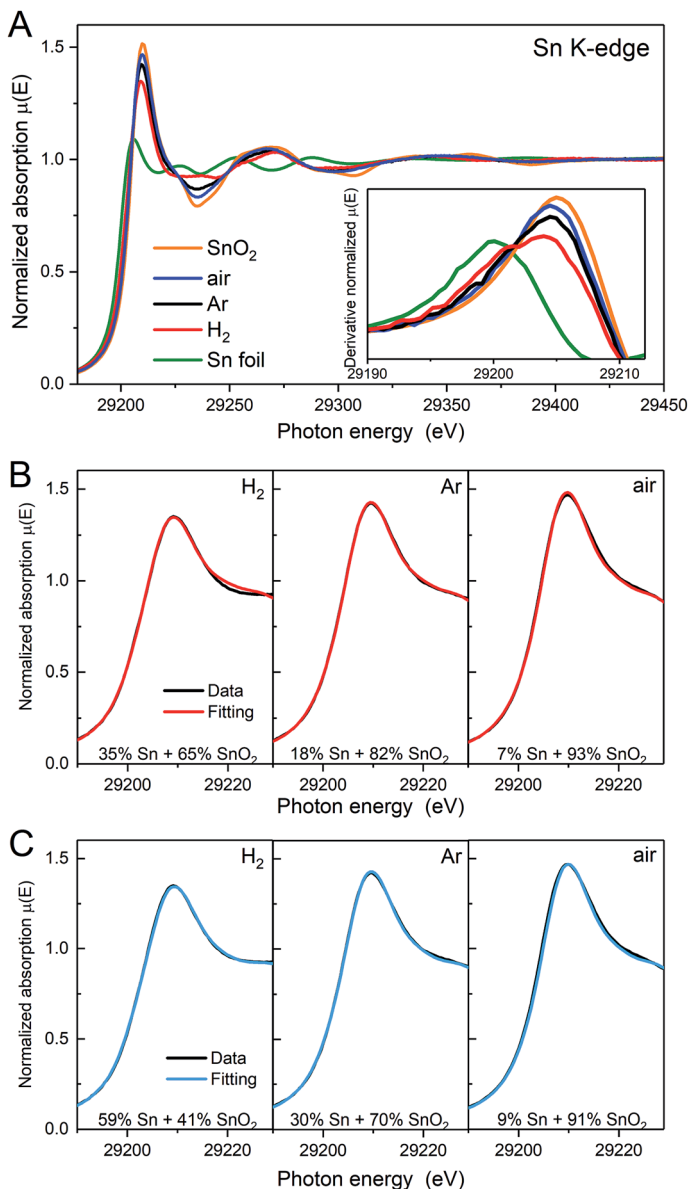 A
Sn K-edge
Normalized absorption μ(E)
1.5
1.0
0.5
0.0
SnO2
air
Ar
H2
Sn foil
Derivative normalized μ(E)
29190 29200 29210
29200 29250 29300 29350 29400 29450
Photon energy (eV)
B
H2 Ar air
Normalized absorption μ(E)
1.5
1.0
0.5
0.0
Data
Fitting
35% Sn + 65% SnO2 18% Sn + 82% SnO2 7% Sn + 93% SnO2
29200 29220 29200 29220 29200 29220
Photon energy (eV)
C
H2 Ar air
Normalized absorption μ(E)
1.5
1.0
0.5
0.0
Data
Fitting
59% Sn + 41% SnO2 30% Sn + 70% SnO2 9% Sn + 91% SnO2
29200 29220 29200 29220 29200 29220
Photon energy (eV)